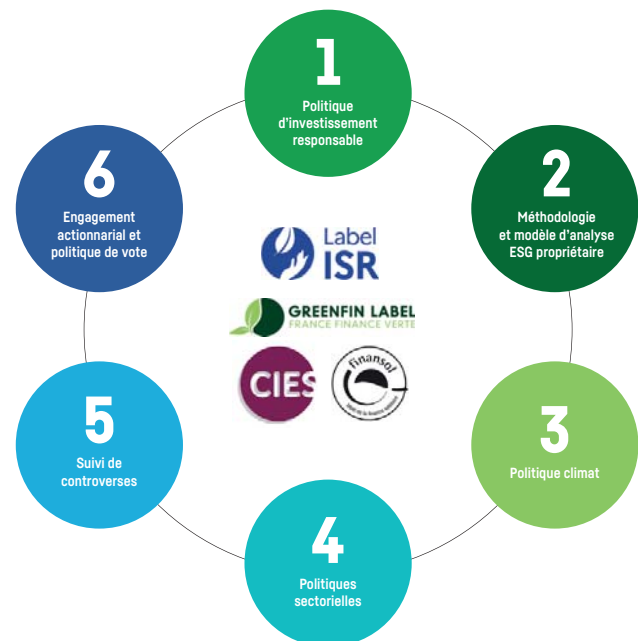 1
Politique
d'investissement
responsable
2
Méthodologie
et modèle d'analyse
ESG propriétaire
3
Politique climat
4
Politiques
sectorielles
5
Suivi de
controverses
6
Engagement
actionnarial et
politique de vote
Label
ISR
GREENFIN LABEL
FRANCE FINANCE VERTE
CIES
finansol